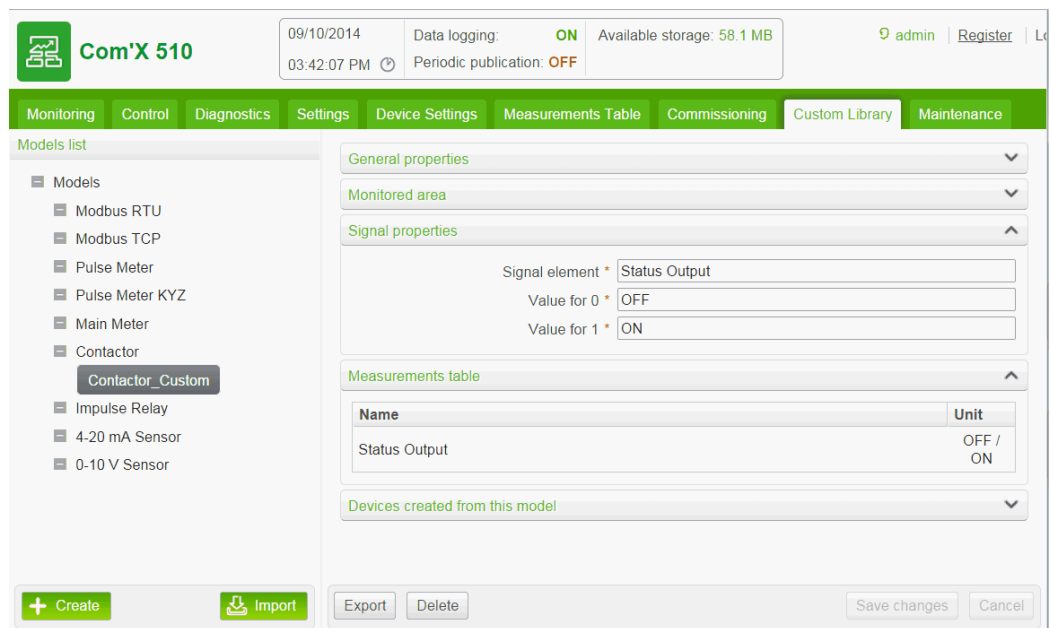 Com'X 510
09/10/2014
03:42:07 PM
Data logging: ON
Periodic publication: OFF
Available storage: 58.1 MB
admin
Register
Monitoring
Control
Diagnostics
Settings
Device Settings
Measurements Table
Commissioning
Custom Library
Maintenance
Models list
Models
Modbus RTU
Modbus TCP
Pulse Meter
Pulse Meter KYZ
Main Meter
Contactor
Contactor_Custom
Impulse Relay
4-20 mA Sensor
0-10 V Sensor
Create
Import
General properties
Monitored area
Signal properties
Signal element * Status Output
Value for 0 * OFF
Value for 1 * ON
Measurements table
Name Unit
Status Output OFF /
ON
Devices created from this model
Export
Delete
Save changes
Cancel